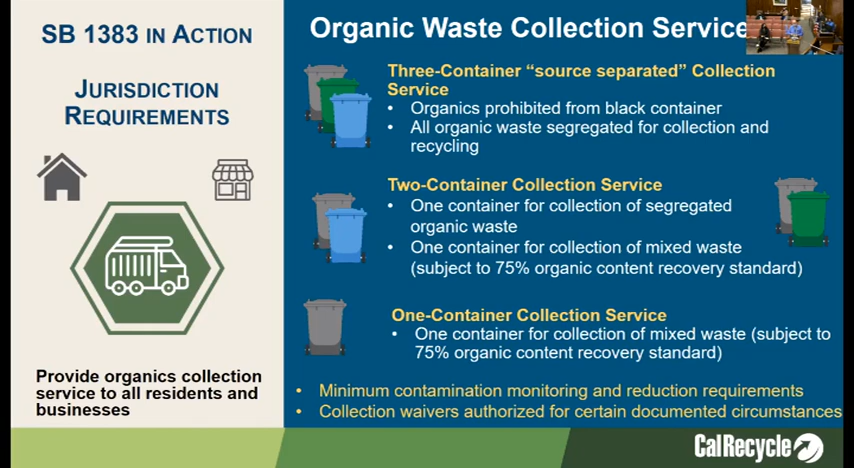 SB 1383 IN ACTION
JURISDICTION
REQUIREMENTS
Provide organics collection
service to all residents and
businesses
Organic Waste Collection Service
Three-Container “source separated” Collection
Service
• Organics prohibited from black container
• All organic waste segregated for collection and
recycling
Two-Container Collection Service
• One container for collection of segregated
organic waste
• One container for collection of mixed waste
(subject to 75% organic content recovery standard)
One-Container Collection Service
• One container for collection of mixed waste (subject to
75% organic content recovery standard)
• Minimum contamination monitoring and reduction requirements
• Collection waivers authorized for certain documented circumstances
CalRecycle